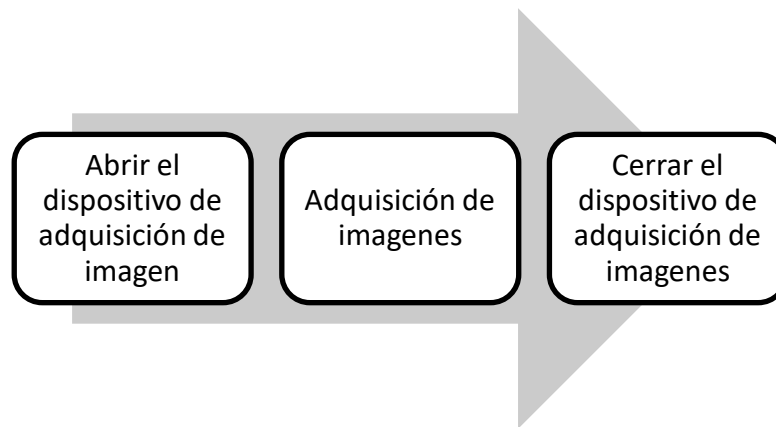 Abrir el
dispositivo de
adquisición de
imagen
Adquisición de
imagenes
Cerrar el
dispositivo de
adquisición de
imagenes